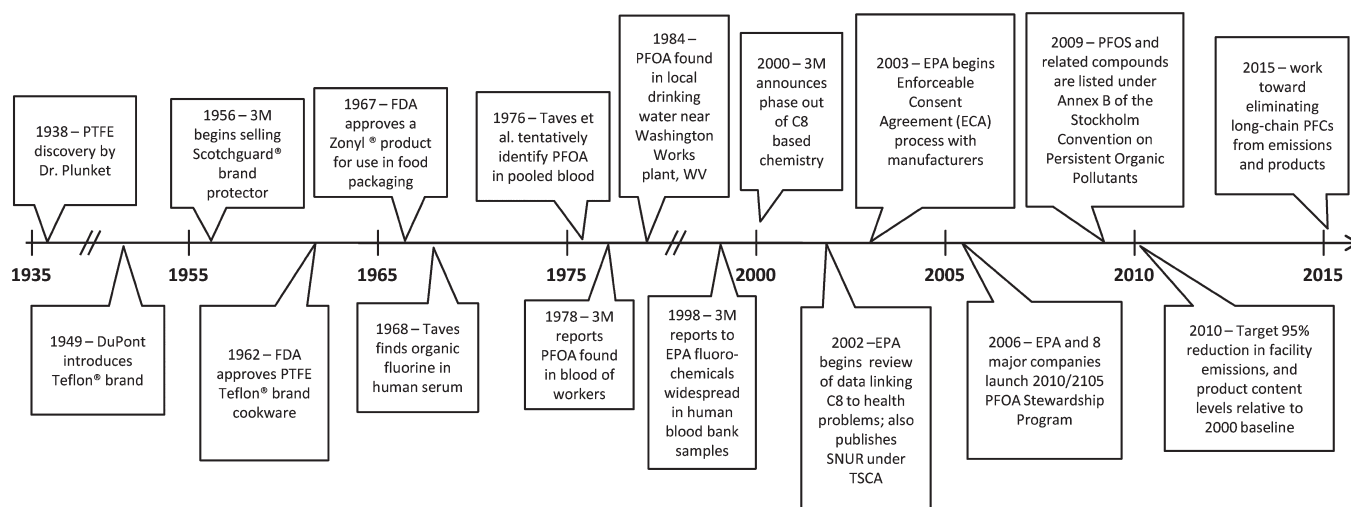 1938 – PTFE
discovery by
Dr. Plunket
1956 – 3M
begins selling
Scotchguard®
brand
protector
1967 – FDA
approves a
Zonyl ® product
for use in food
packaging
1976 – Taves et
al. tentatively
identify PFOA
in pooled blood
1984 –
PFOA found
in local
drinking
water near
Washington
Works
plant, WV
2000 – 3M
announces
phase out
of C8
based
chemistry
2003 – EPA begins
Enforceable
Consent
Agreement (ECA)
process with
manufacturers
2009 – PFOS and
related compounds
are listed under
Annex B of the
Stockholm
Convention on
Persistent Organic
Pollutants
2015 – work
toward
eliminating
long-chain PFCs
from emissions
and products
1935
1955
1965
1975
2000
2005
2010
2015
1949 – DuPont
introduces
Teflon® brand
1962 – FDA
approves PTFE
Teflon® brand
cookware
1968 – Taves
finds organic
fluorine in
human serum
1978 – 3M
reports
PFOA found
in blood of
workers
1998 – 3M
reports to
EPA fluoro-
chemicals
widespread
in human
blood bank
samples
2002 –EPA
begins review
of data linking
C8 to health
problems; also
publishes
SNUR under
TSCA
2006 – EPA and 8
major companies
launch 2010/2105
PFOA Stewardship
Program
2010 – Target 95%
reduction in facility
emissions, and
product content
levels relative to
2000 baseline